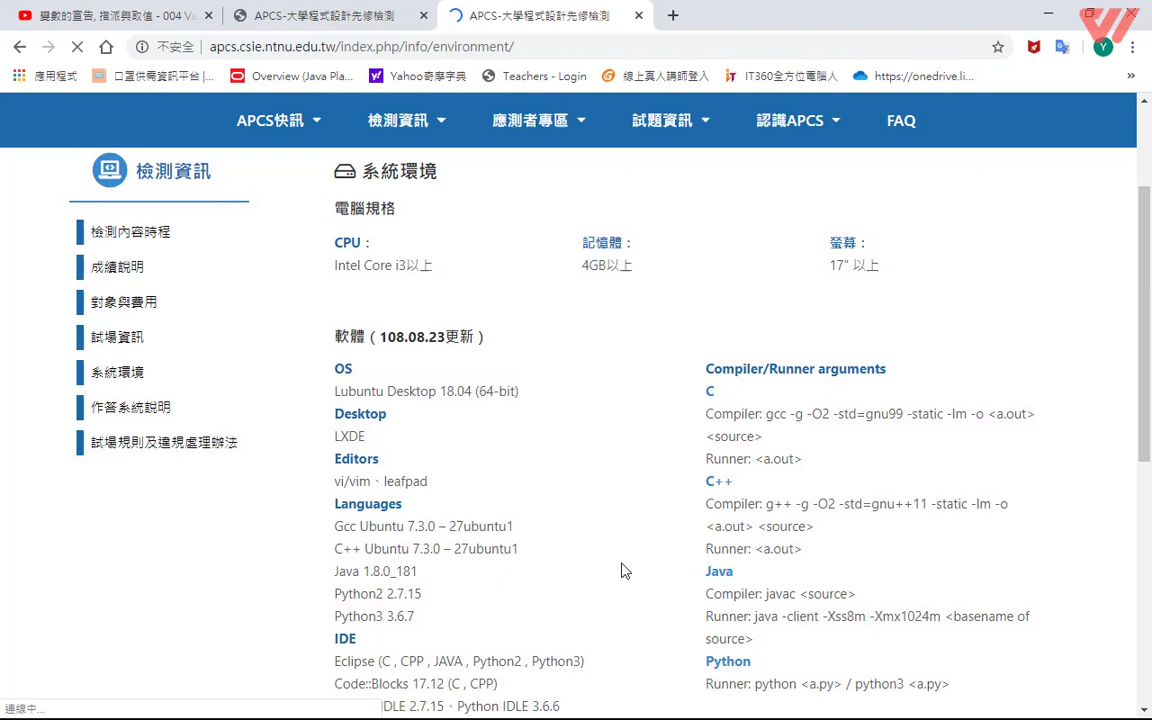 變數的宣告, 指派與取值 - 004 Va
APCS-大學程式設計先修檢測
APCS-大學程式設計先修檢測
不安全
apcs.csie.ntnu.edu.tw/index.php/info/environment/
Y
應用程式
口罩供需資訊平台 |...
Overview (Java Pla...
Yahoo奇摩字典
Teachers - Login
線上真人講師登入
IT360全方位電腦人
https://onedrive.li...
APCS快訊
檢測資訊
應測者專區
試題資訊
認識APCS
FAQ
檢測資訊
檢測內容時程
成績說明
對象與費用
試場資訊
系統環境
作答系統說明
試場規則及違規處理辦法
系統環境
電腦規格
CPU：
記憶體：
螢幕：
Intel Core i3以上
4GB以上
17” 以上
軟體（108.08.23更新）
OS
Lubuntu Desktop 18.04 (64-bit)
Desktop
LXDE
Editors
vi/vim、leafpad
Languages
Gcc Ubuntu 7.3.0 – 27ubuntu1
C++ Ubuntu 7.3.0 – 27ubuntu1
Java 1.8.0_181
Python2 2.7.15
Python3 3.6.7
IDE
Eclipse (C , CPP , JAVA , Python2 , Python3)
Code::Blocks 17.12 (C , CPP)
IDLE 2.7.15、Python IDLE 3.6.6
Compiler/Runner arguments
C
Compiler: gcc -g -O2 -std=gnu99 -static -lm -o <a.out>
<source>
Runner: <a.out>
C++
Compiler: g++ -g -O2 -std=gnu++11 -static -lm -o
<a.out> <source>
Runner: <a.out>
Java
Compiler: javac <source>
Runner: java -client -Xss8m -Xmx1024m <basename of
source>
Python
Runner: python <a.py> / python3 <a.py>
連線中...